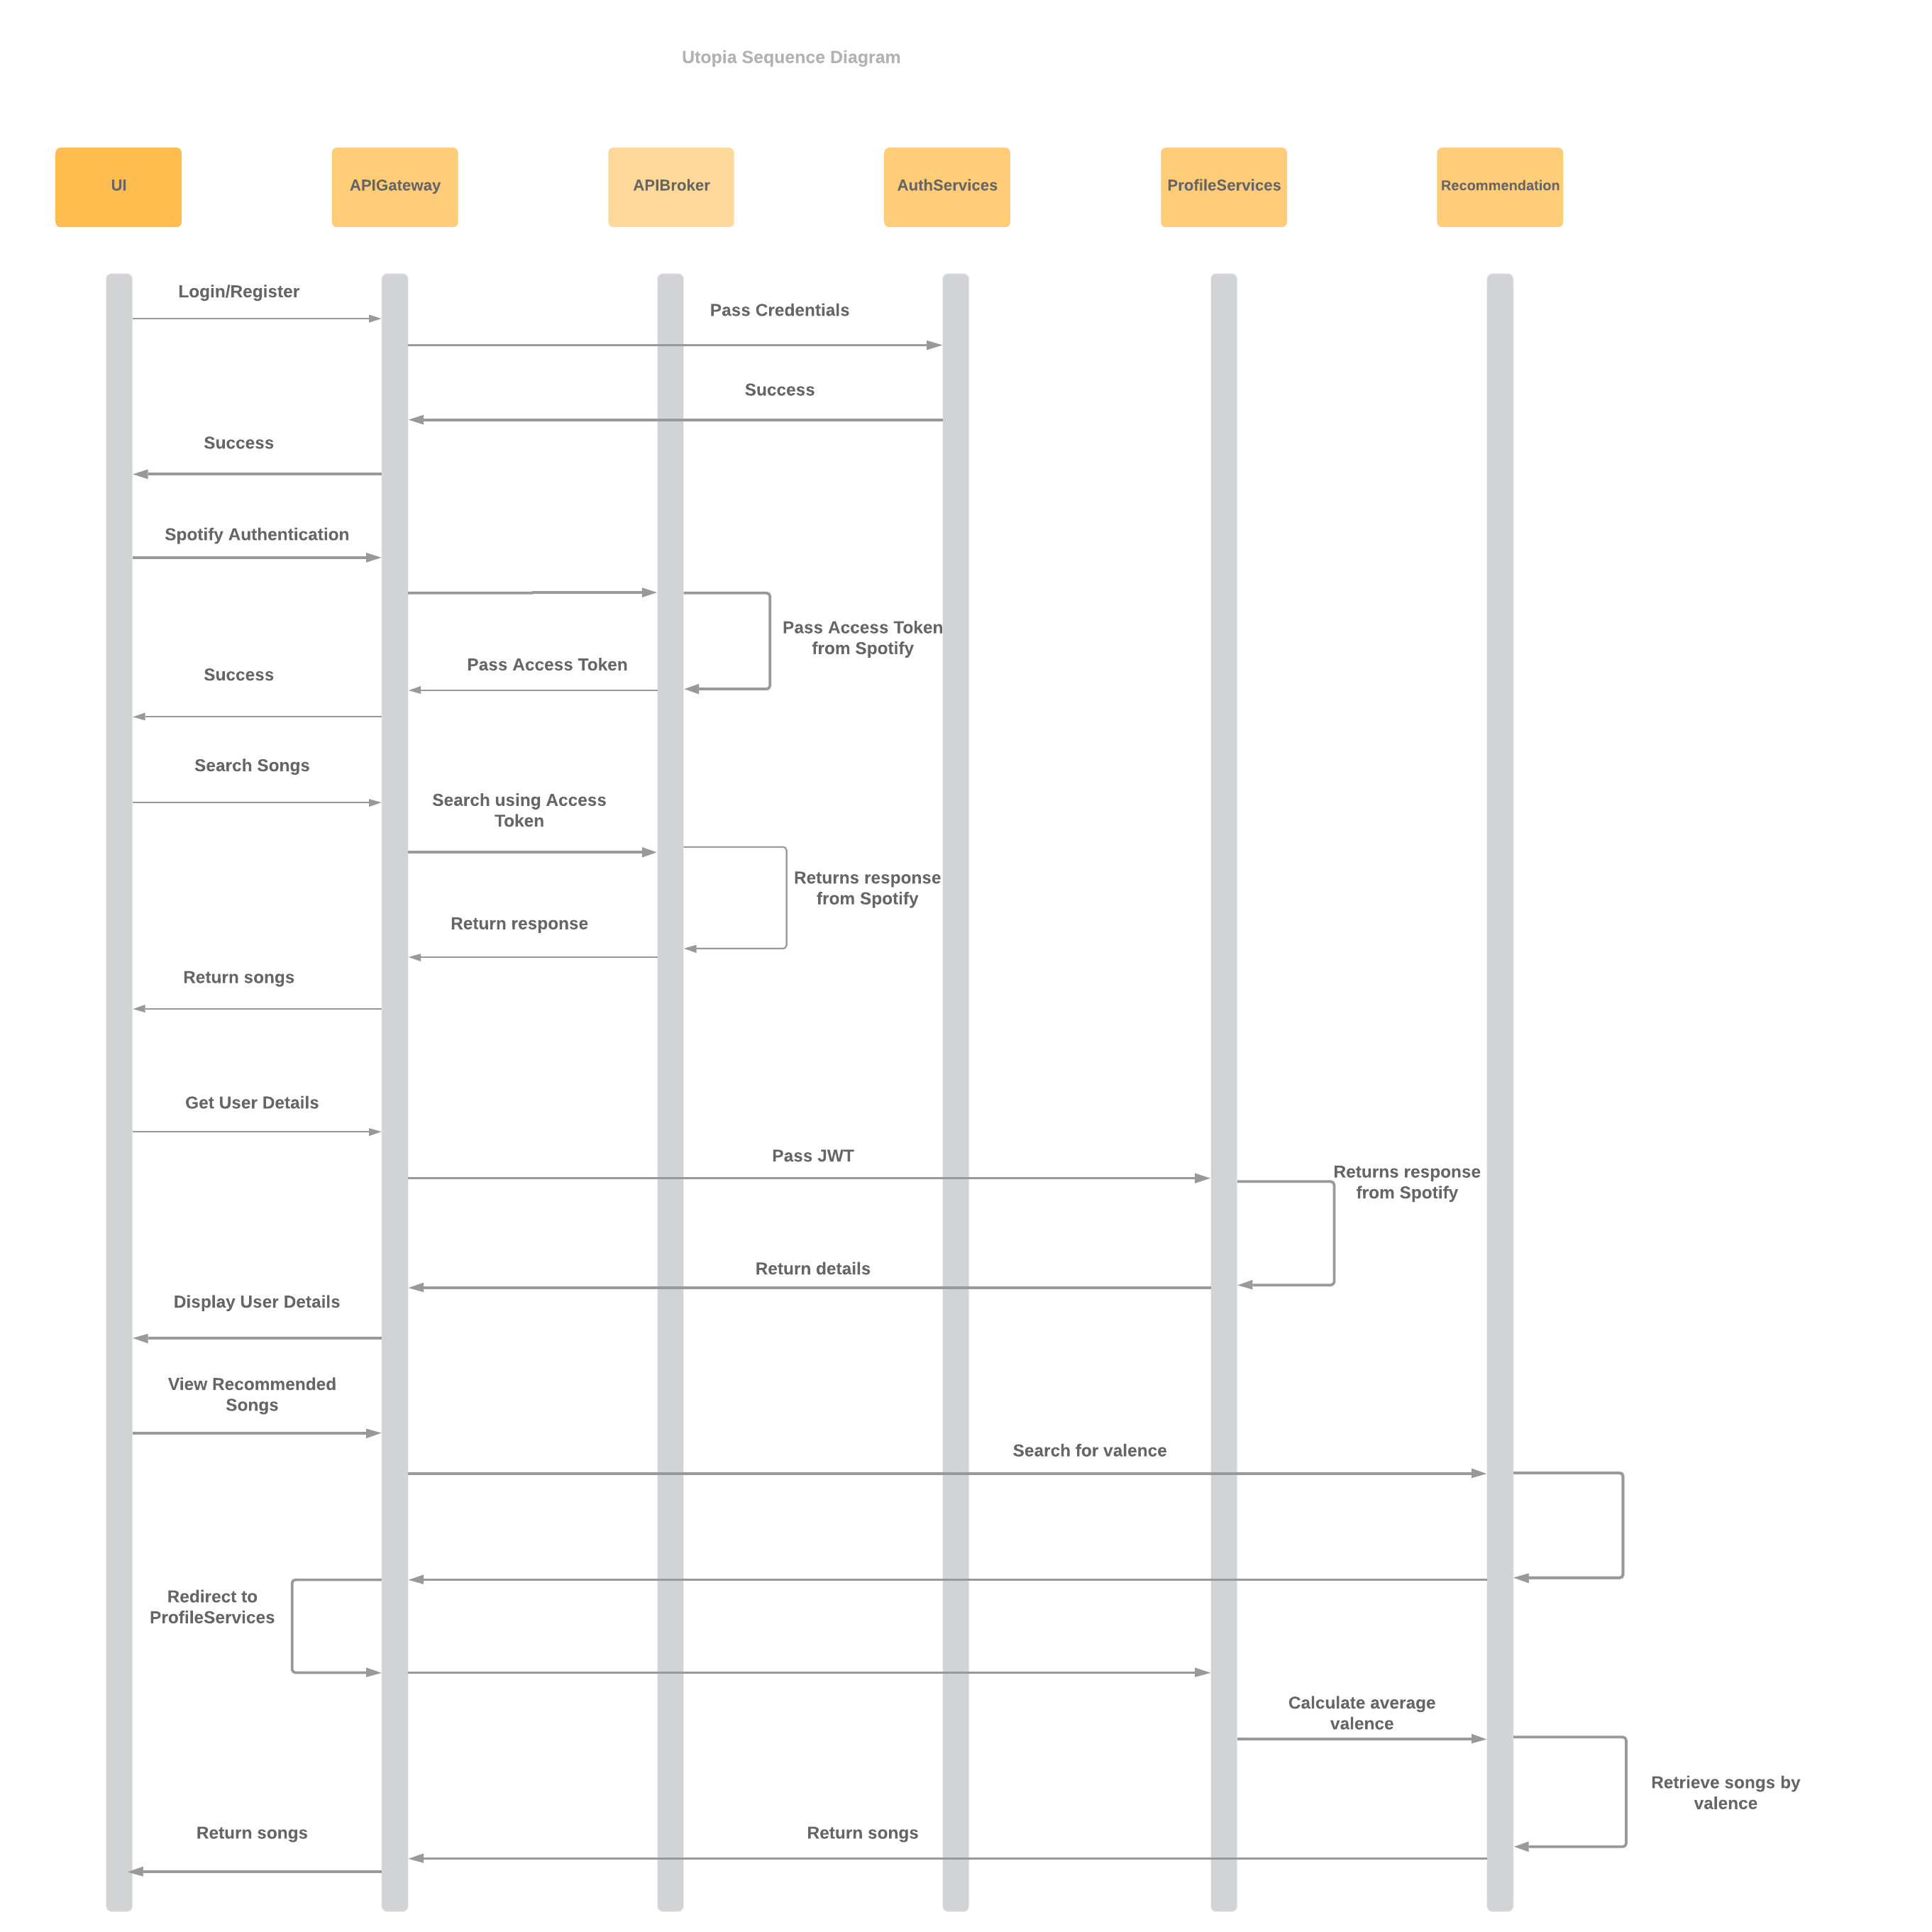 Utopia Sequence Diagram
UI
APIGateway
APIBroker
AuthServices
ProfileServices
Recommendation
Login/Register
Pass Credentials
Success
Success
Spotify Authentication
Pass Access Token
from Spotify
Pass Access Token
Success
Search Songs
Search using Access
Token
Returns response
from Spotify
Return response
Return songs
Get User Details
Pass JWT
Returns response
from Spotify
Return details
Display User Details
View Recommended
Songs
Search for valence
Redirect to
ProfileServices
Calculate average
valence
Retrieve songs by
valence
Return songs
Return songs